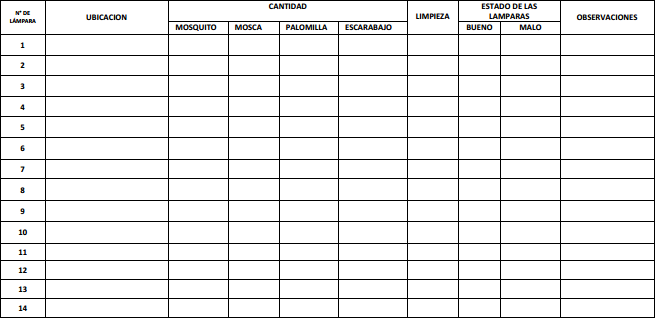 N° DE LÁMPARA
UBICACION
CANTIDAD
LIMPIEZA
ESTADO DE LAS LAMPARAS
OBSERVACIONES
MOSQUITO MOSCA PALOMILLA ESCARABAJO BUENO MALO
1
2
3
4
5
6
7
8
9
10
11
12
13
14